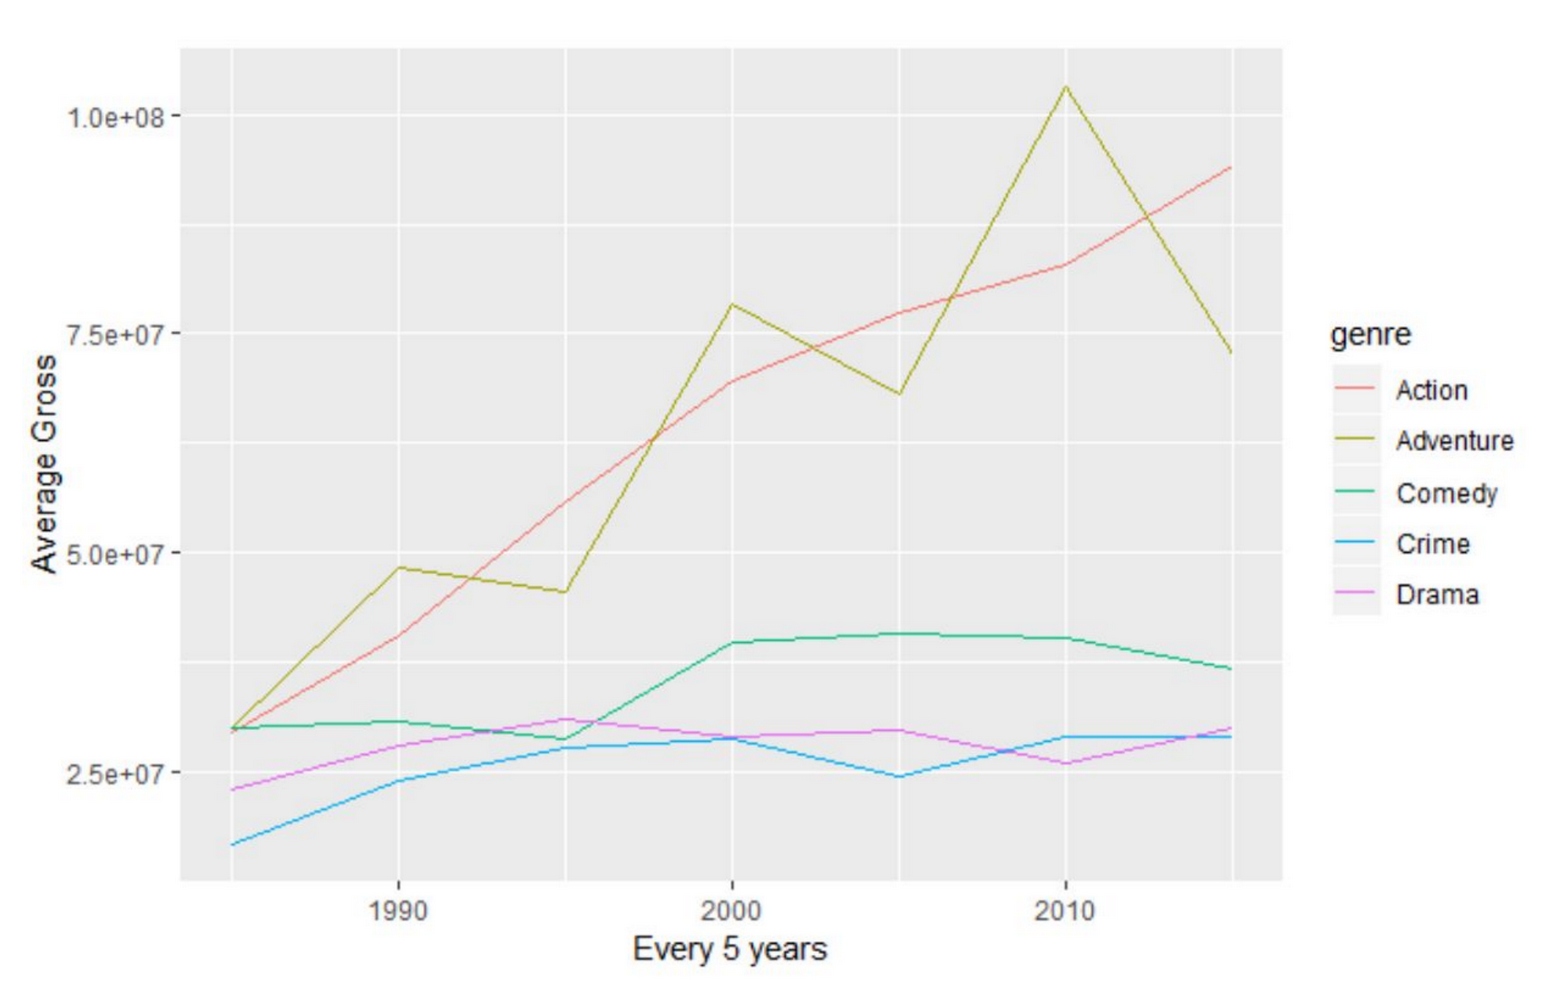 1.0e+08
7.5e+07
5.0e+07
2.5e+07
Average Gross
1990 2000 2010
Every 5 years
genre
Action
Adventure
Comedy
Crime
Drama